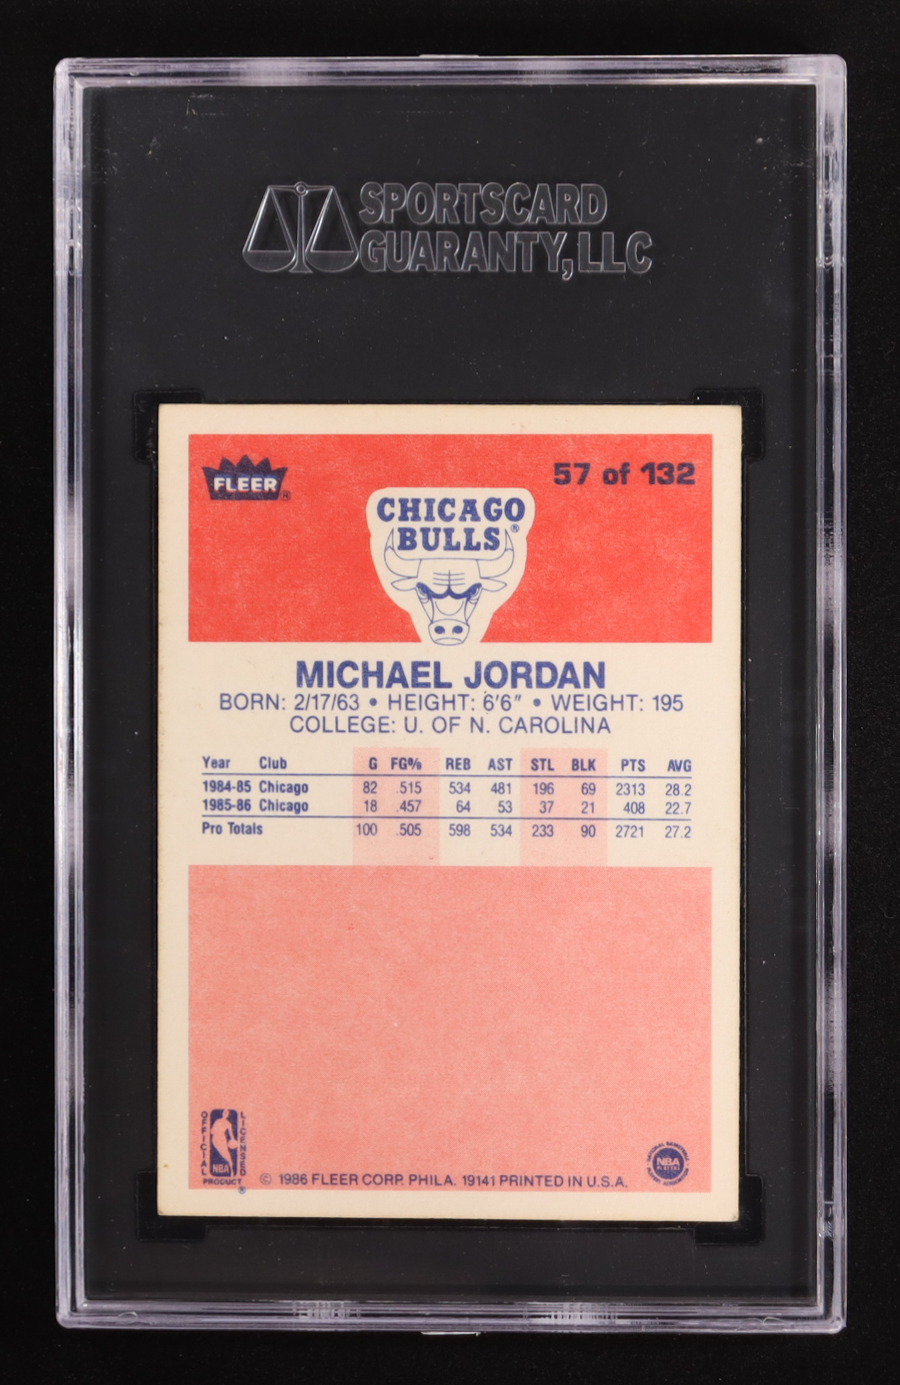 SPORTSCARD
GUARANTY, LLC
FLEER®
57 of 132
CHICAGO
BULLS®
MICHAEL JORDAN
BORN: 2/17/63 • HEIGHT: 6'6" • WEIGHT: 195
COLLEGE: U. OF N. CAROLINA
Year Club G FG% REB AST STL BLK PTS AVG
1984-85 Chicago 82 .515 534 481 196 69 2313 28.2
1985-86 Chicago 18 .457 64 53 37 21 408 22.7
Pro Totals 100 .505 598 534 233 90 2721 27.2
OFFICIAL
LICENSED
NBA
PRODUCT®
© 1986 FLEER CORP. PHILA. 19141 PRINTED IN U.S.A.
NATIONAL BASKETBALL
NBA
PLAYERS